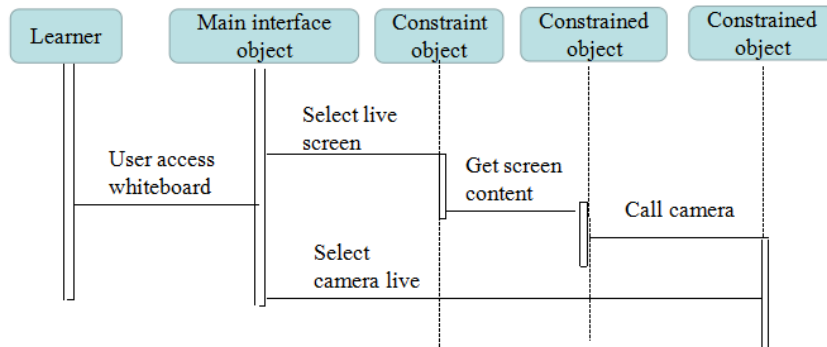 Learner
Main interface
object
Constraint
object
Constrained
object
Constrained
object
Select live
screen
User access
whiteboard
Get screen
content
Call camera
Select
camera live